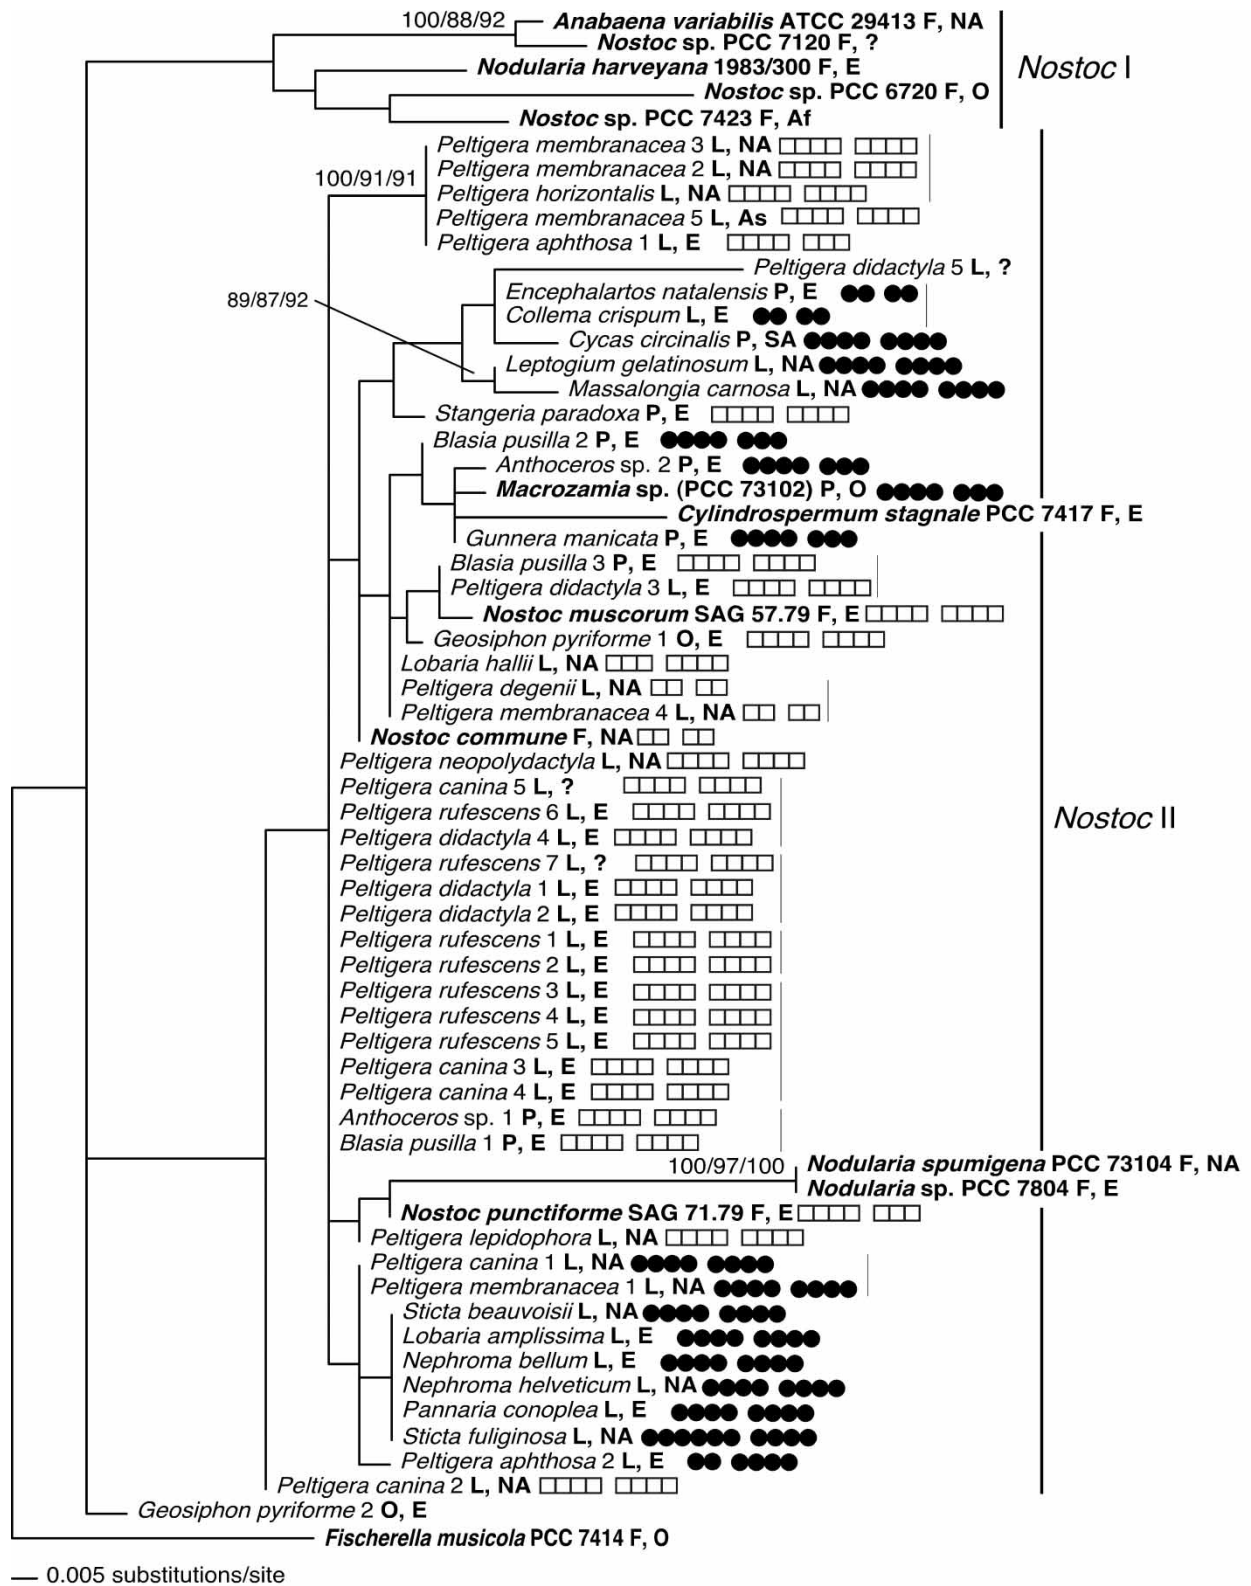 100/88/92
Anabaena variabilis ATCC 29413 F, NA
Nostoc sp. PCC 7120 F, ?
Nodularia harveyana 1983/300 F, E
Nostoc I
Nostoc sp. PCC 6720 F, O
Nostoc sp. PCC 7423 F, Af
Peltigera membranacea 3 L, NA
Peltigera membranacea 2 L, NA
100/91/91
Peltigera horizontalis L, NA
Peltigera membranacea 5 L, As
Peltigera aphthosa 1 L, E
Peltigera didactyla 5 L, ?
Encephalartos natalensis P, E
89/87/92
Collema crispum L, E
Cycas circinalis P, SA
Leptogium gelatinosum L, NA
Massalongia carnosa L, NA
Stangeria paradoxa P, E
Blasia pusilla 2 P, E
Anthoceros sp. 2 P, E
Macrozamia sp. (PCC 73102) P, O
Cylindrospermum stagnale PCC 7417 F, E
Gunnera manicata P, E
Blasia pusilla 3 P, E
Peltigera didactyla 3 L, E
Nostoc muscorum SAG 57.79 F, E
Geosiphon pyriforme 1 O, E
Lobaria hallii L, NA
Peltigera degenii L, NA
Peltigera membranacea 4 L, NA
Nostoc commune F, NA
Peltigera neopolydactyla L, NA
Peltigera canina 5 L, ?
Peltigera rufescens 6 L, E
Nostoc II
Peltigera didactyla 4 L, E
Peltigera rufescens 7 L, ?
Peltigera didactyla 1 L, E
Peltigera didactyla 2 L, E
Peltigera rufescens 1 L, E
Peltigera rufescens 2 L, E
Peltigera rufescens 3 L, E
Peltigera rufescens 4 L, E
Peltigera rufescens 5 L, E
Peltigera canina 3 L, E
Peltigera canina 4 L, E
Anthoceros sp. 1 P, E
Blasia pusilla 1 P, E
100/97/100
Nodularia spumigena PCC 73104 F, NA
Nodularia sp. PCC 7804 F, E
Nostoc punctiforme SAG 71.79 F, E
Peltigera lepidophora L, NA
Peltigera canina 1 L, NA
Peltigera membranacea 1 L, NA
Sticta beauvoisii L, NA
Lobaria amplissima L, E
Nephroma bellum L, E
Nephroma helveticum L, NA
Pannaria conoplea L, E
Sticta fuliginosa L, NA
Peltigera aphthosa 2 L, E
Peltigera canina 2 L, NA
Geosiphon pyriforme 2 O, E
Fischerella musicola PCC 7414 F, O
0.005 substitutions/site